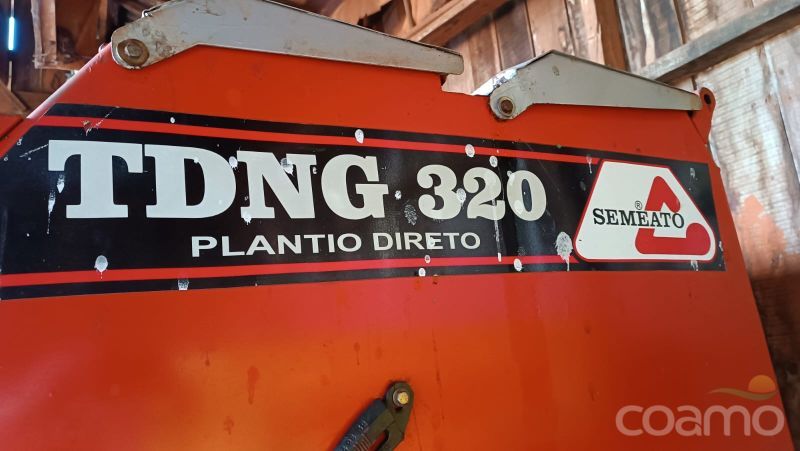 TDNG 320
PLANTIO DIRETO
SEMEATO
®
coamo